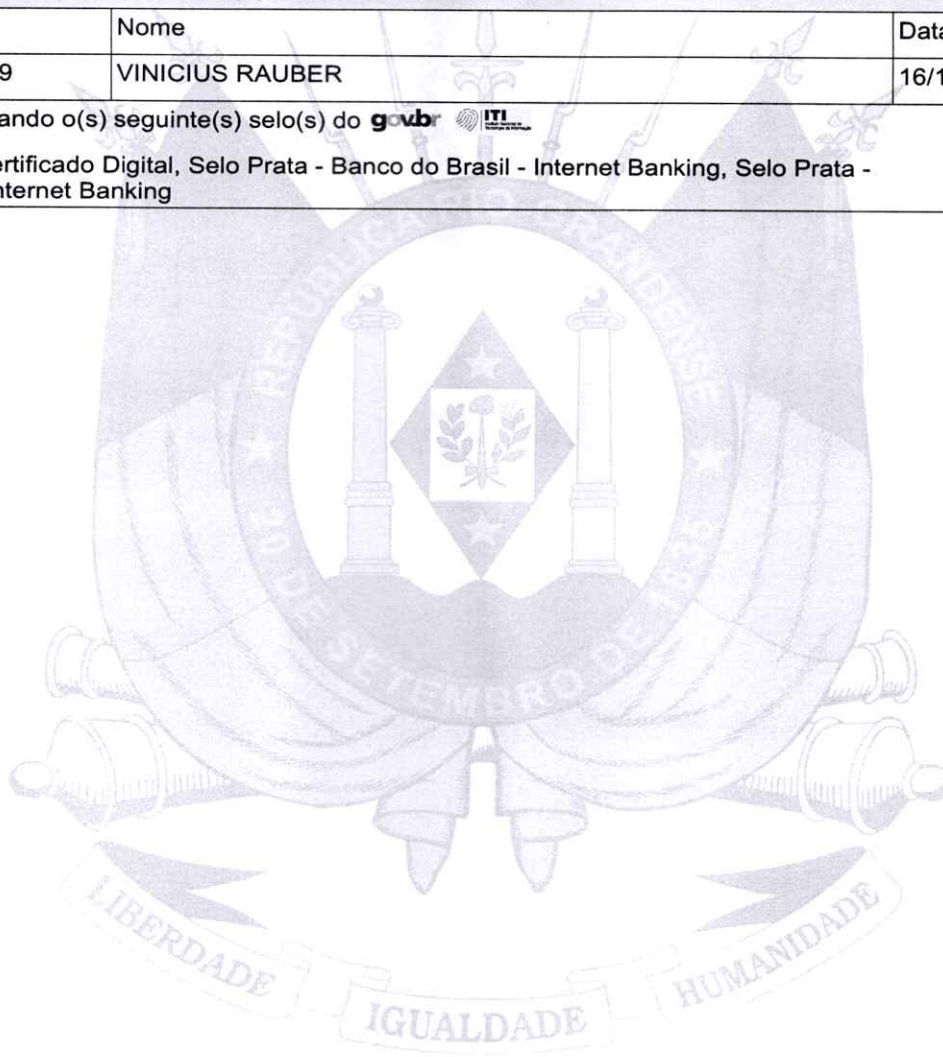 Nome Data
9 VINICIUS RAUBER 16/1
ando o(s) seguinte(s) selo(s) do gov.br ITI
ertificado Digital, Selo Prata - Banco do Brasil - Internet Banking, Selo Prata -
nternet Banking
REPUBLICA RIO GRANDENSE
★ 20 DE SETEMBRO DE 1835 ★
LIBERDADE IGUALDADE HUMANIDADE